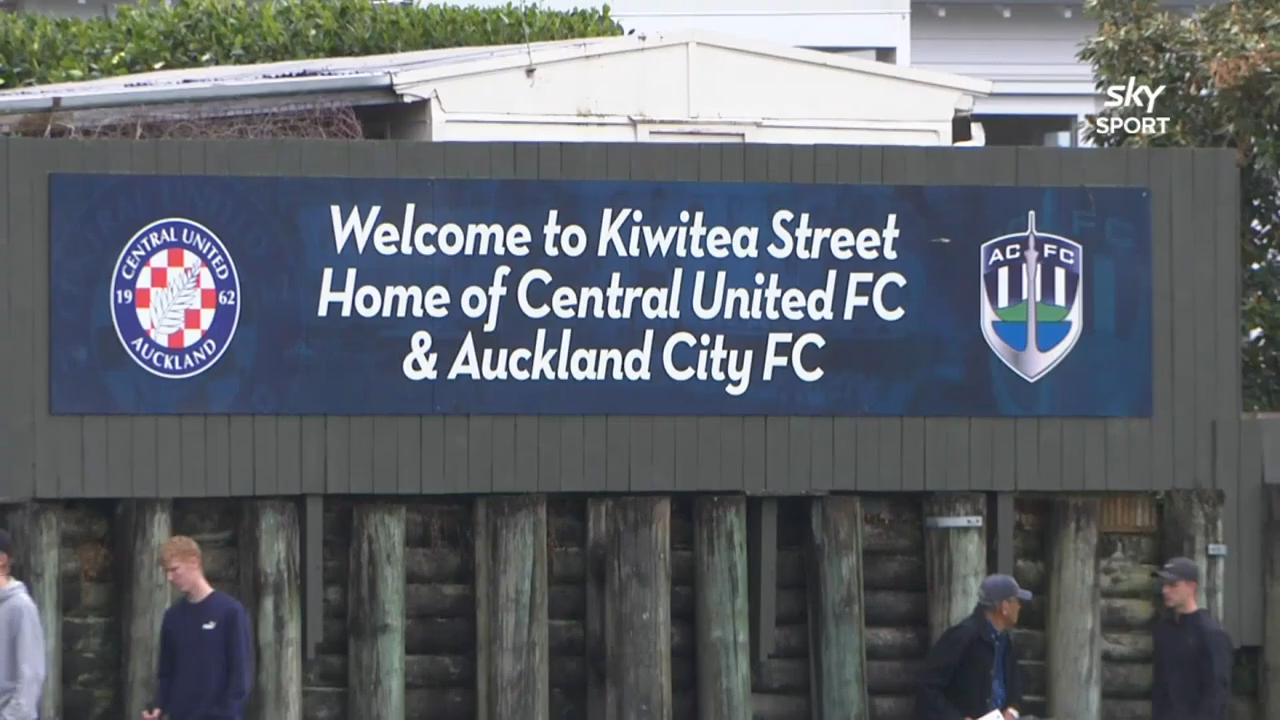 sky
SPORT
Welcome to Kiwitea Street
Home of Central United FC
& Auckland City FC
CENTRAL UNITED
19 62
AUCKLAND
AC FC